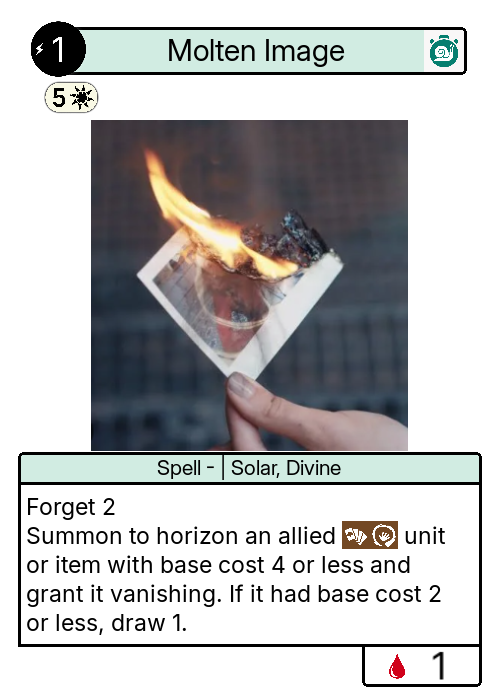 1
Molten Image
5
Spell - | Solar, Divine
Forget 2
Summon to horizon an allied unit
or item with base cost 4 or less and
grant it vanishing. If it had base cost 2
or less, draw 1.
1